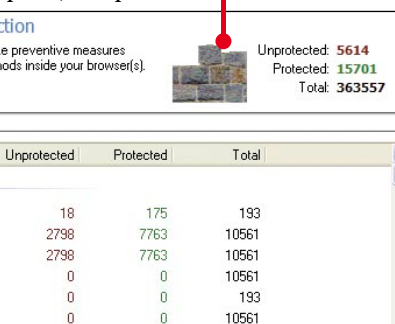 ction
e preventive measures
nods inside your browser(s).
Unprotected: 5614
Protected: 15701
Total: 363557
Unprotected Protected Total
18 175 193
2798 7763 10561
2798 7763 10561
0 0 10561
0 0 193
0 0 10561